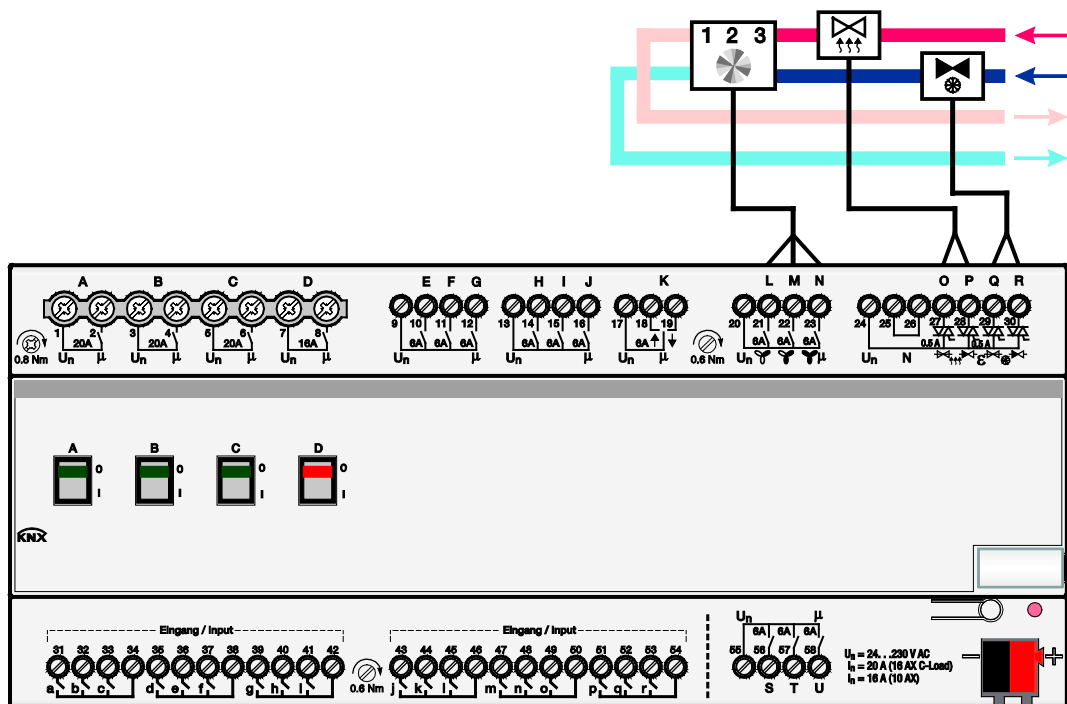 1 2 3
A B C D E F G H I J K L M N O P Q R
1 2 3 4 5 6 7 8 9 10 11 12 13 14 15 16 17 18 19 20 21 22 23 24 25 26 27 28 29 30
20A 20A 20A 16A 6A 6A 6A 6A 6A 6A 6A 6A 6A 6A 0.5A 0.5A
0.8 Nm Un µ Un µ Un µ Un µ Un µ Un µ Un µ 0.6 Nm Un µ Un N ε
A B C D
0 0 0 0
I I I I
KNX
Eingang / Input Eingang / Input
31 32 33 34 35 36 37 38 39 40 41 42 43 44 45 46 47 48 49 50 51 52 53 54
a b c d e f g h i 0.6 Nm j k l m n o p q r
Un µ
6A 6A 6A
55 56 57 58
S T U
Un = 24. . .230 V AC
In = 20 A (16 AX C-Load)
In = 16 A (10 AX)
− +